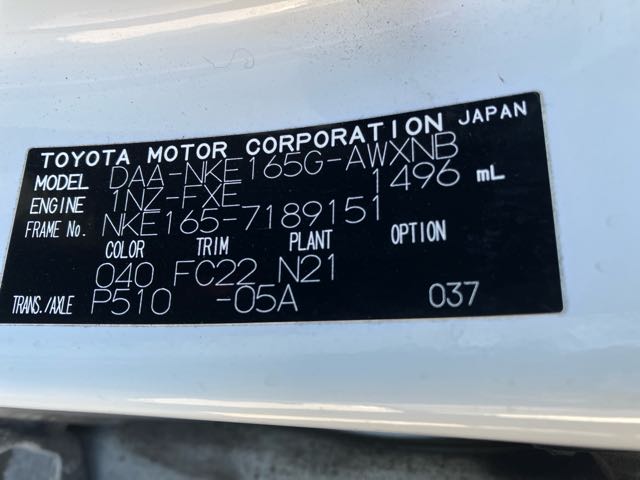 TOYOTA MOTOR CORPORATION JAPAN
MODEL DAA-NKE165G-AWXNB
ENGINE 1NZ-FXE 1496 mL
FRAME No. NKE165-7189151
COLOR TRIM PLANT OPTION
040 FC22 N21
TRANS./AXLE P510 -05A 037